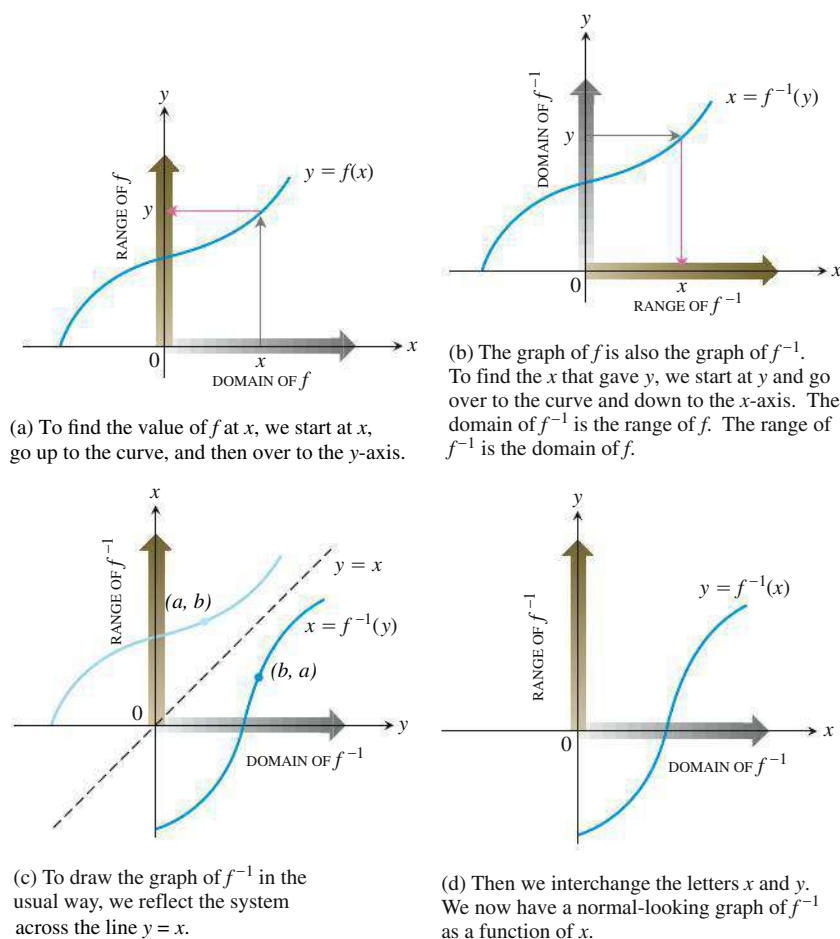 y
RANGE OF f
y = f(x)
y
0
x
x
DOMAIN OF f
(a) To find the value of f at x, we start at x,
go up to the curve, and then over to the y-axis.
y
DOMAIN OF f⁻¹
x = f⁻¹(y)
y
0
x
x
RANGE OF f⁻¹
(b) The graph of f is also the graph of f⁻¹.
To find the x that gave y, we start at y and go
over to the curve and down to the x-axis. The
domain of f⁻¹ is the range of f. The range of
f⁻¹ is the domain of f.
x
RANGE OF f⁻¹
y = x
(a, b)
x = f⁻¹(y)
(b, a)
0
y
DOMAIN OF f⁻¹
(c) To draw the graph of f⁻¹ in the
usual way, we reflect the system
across the line y = x.
y
RANGE OF f⁻¹
y = f⁻¹(x)
0
x
DOMAIN OF f⁻¹
(d) Then we interchange the letters x and y.
We now have a normal-looking graph of f⁻¹
as a function of x.